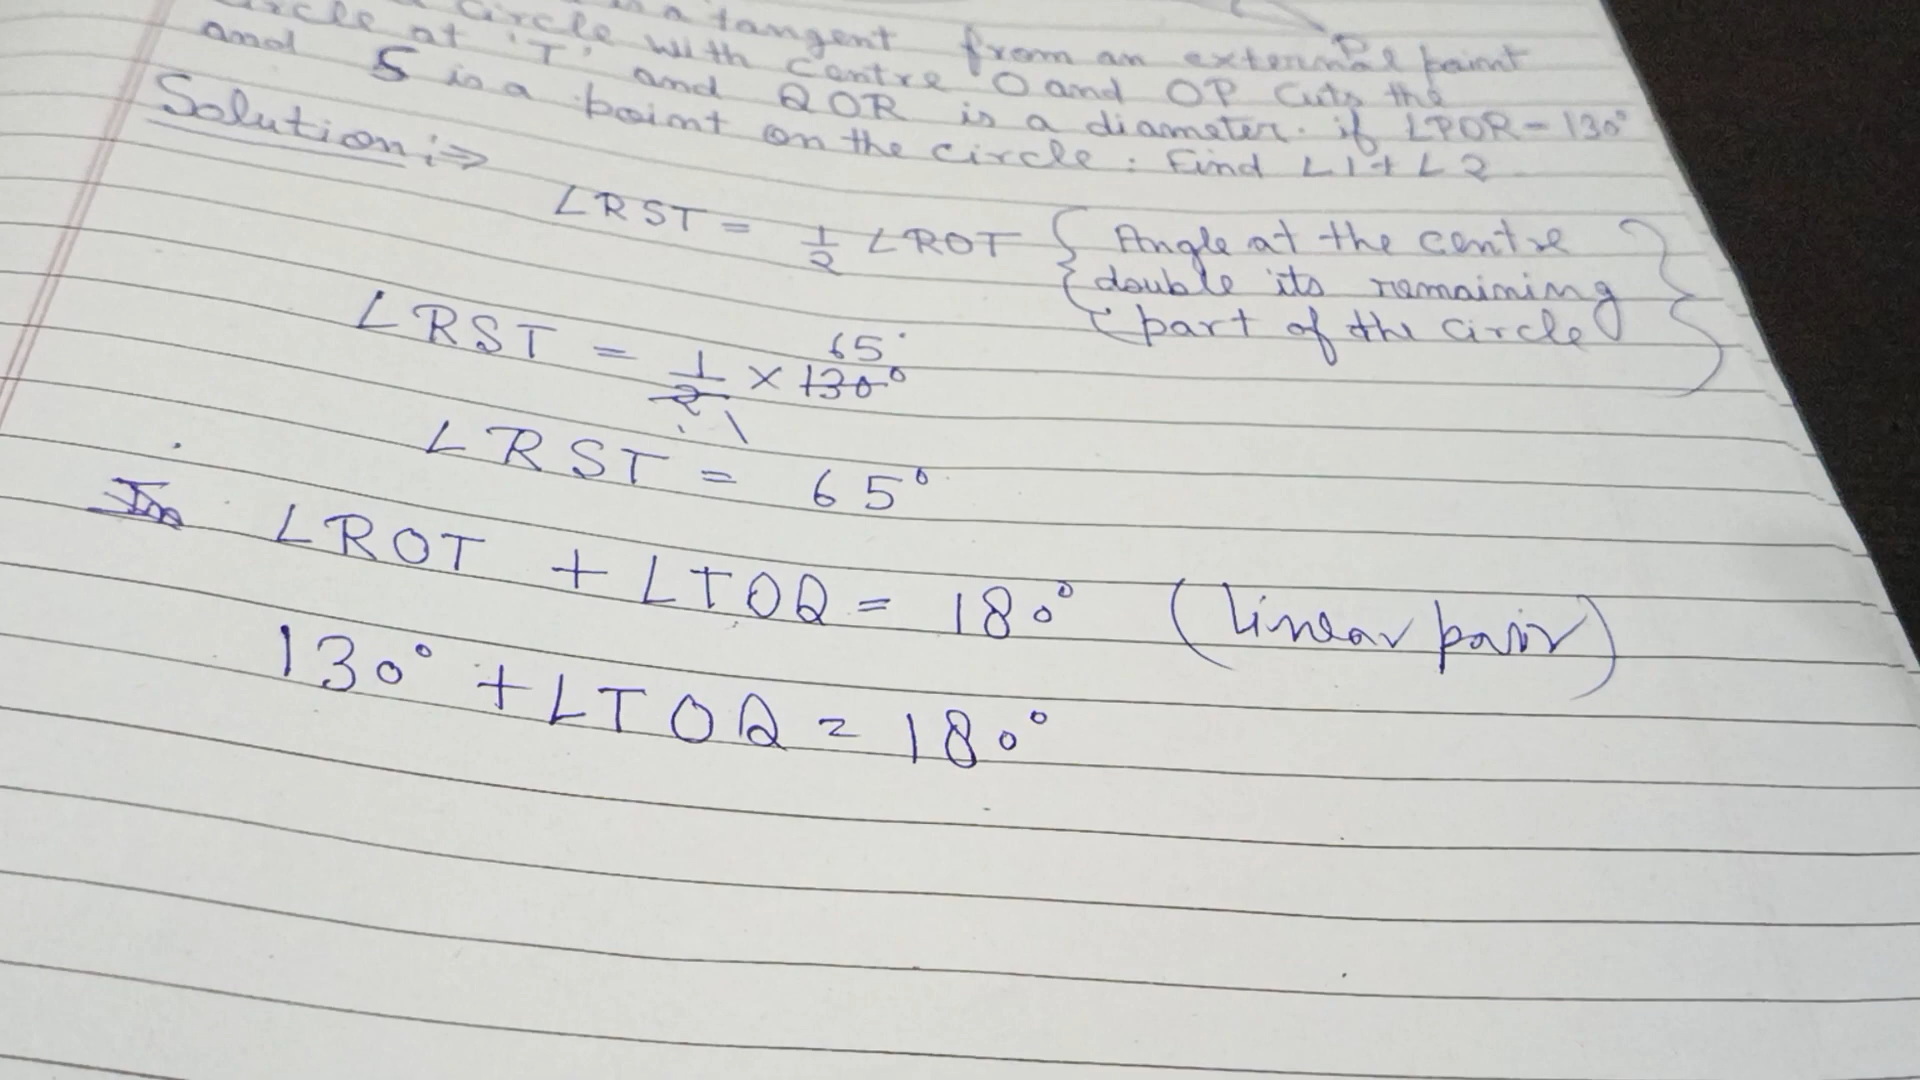 circle is a tangent from an external point
circle at 'T' with centre O and OP cuts the
and QOR is a diameter. if ∠POR = 130°
and S is a point on the circle. Find ∠1 + ∠2
Solution :⇒
∠RST = 1/2 ∠ROT { Angle at the centre
double its remaining
part of the circle }
∠RST = 1/2 × 130° 65°
1
∠RST = 65°
In ∠ROT + ∠TOQ = 180° (linear pair)
130° + ∠TOQ = 180°